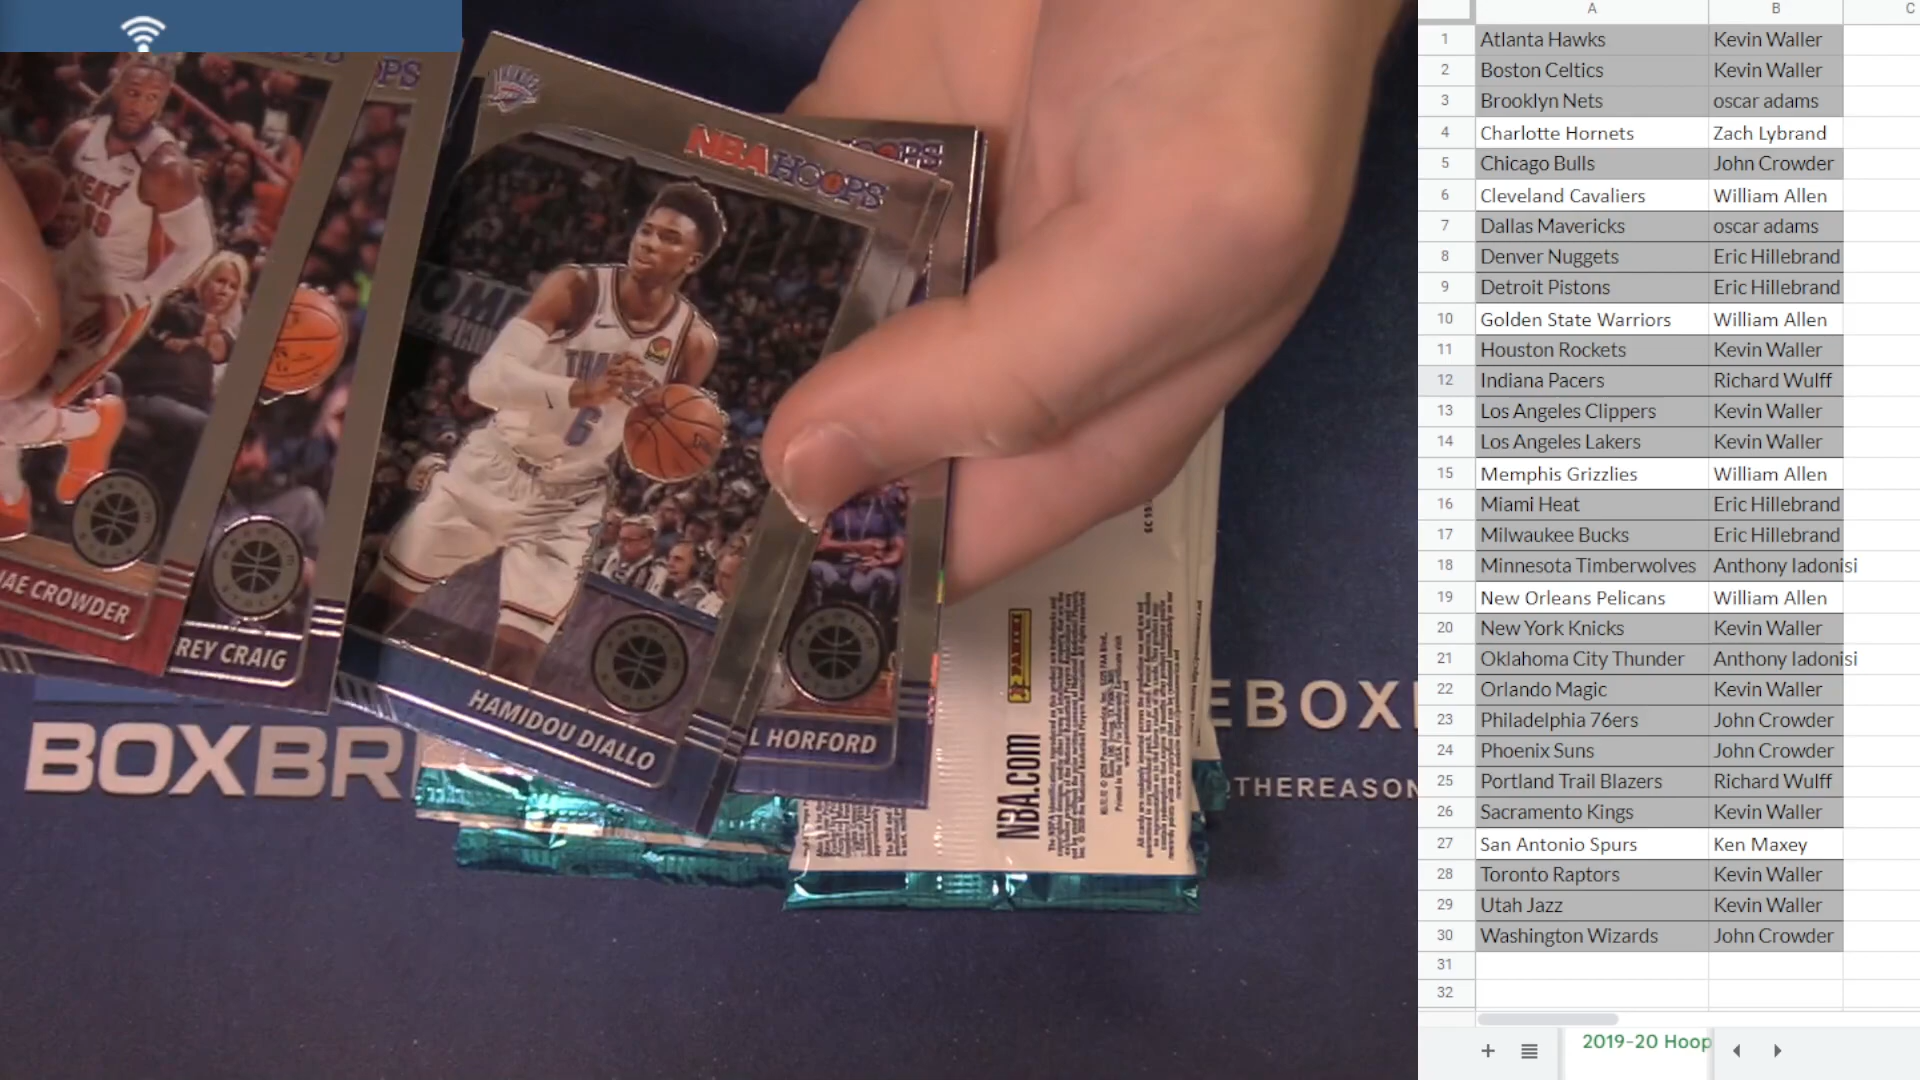 OPS
NBA HOOPS
OOPS
THUNDER
HEAT
6
JAE CROWDER
REY CRAIG
HAMIDOU DIALLO
L HORFORD
PANINI
NBA.com
BOXBR
EBOX
THEREASON
A B C
1 Atlanta Hawks Kevin Waller
2 Boston Celtics Kevin Waller
3 Brooklyn Nets oscar adams
4 Charlotte Hornets Zach Lybrand
5 Chicago Bulls John Crowder
6 Cleveland Cavaliers William Allen
7 Dallas Mavericks oscar adams
8 Denver Nuggets Eric Hillebrand
9 Detroit Pistons Eric Hillebrand
10 Golden State Warriors William Allen
11 Houston Rockets Kevin Waller
12 Indiana Pacers Richard Wulff
13 Los Angeles Clippers Kevin Waller
14 Los Angeles Lakers Kevin Waller
15 Memphis Grizzlies William Allen
16 Miami Heat Eric Hillebrand
17 Milwaukee Bucks Eric Hillebrand
18 Minnesota Timberwolves Anthony Iadonisi
19 New Orleans Pelicans William Allen
20 New York Knicks Kevin Waller
21 Oklahoma City Thunder Anthony Iadonisi
22 Orlando Magic Kevin Waller
23 Philadelphia 76ers John Crowder
24 Phoenix Suns John Crowder
25 Portland Trail Blazers Richard Wulff
26 Sacramento Kings Kevin Waller
27 San Antonio Spurs Ken Maxey
28 Toronto Raptors Kevin Waller
29 Utah Jazz Kevin Waller
30 Washington Wizards John Crowder
31
32
2019-20 Hoop